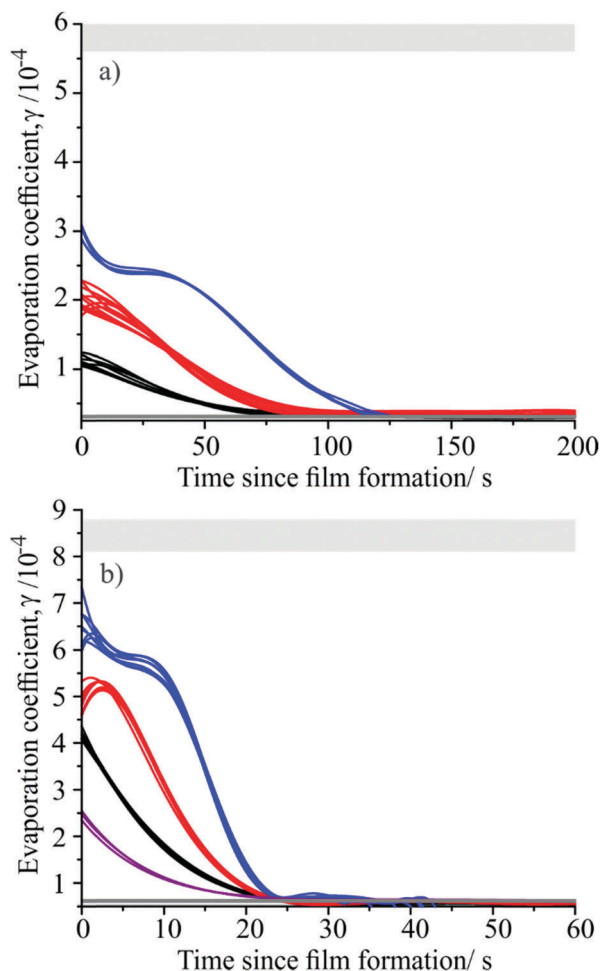 6
5
4
3
2
1
a)
Evaporation coefficient,γ /10⁻⁴
0 50 100 150 200
Time since film formation/ s
9
8
7
6
5
4
3
2
1
b)
Evaporation coefficient,γ /10⁻⁴
0 10 20 30 40 50 60
Time since film formation/ s